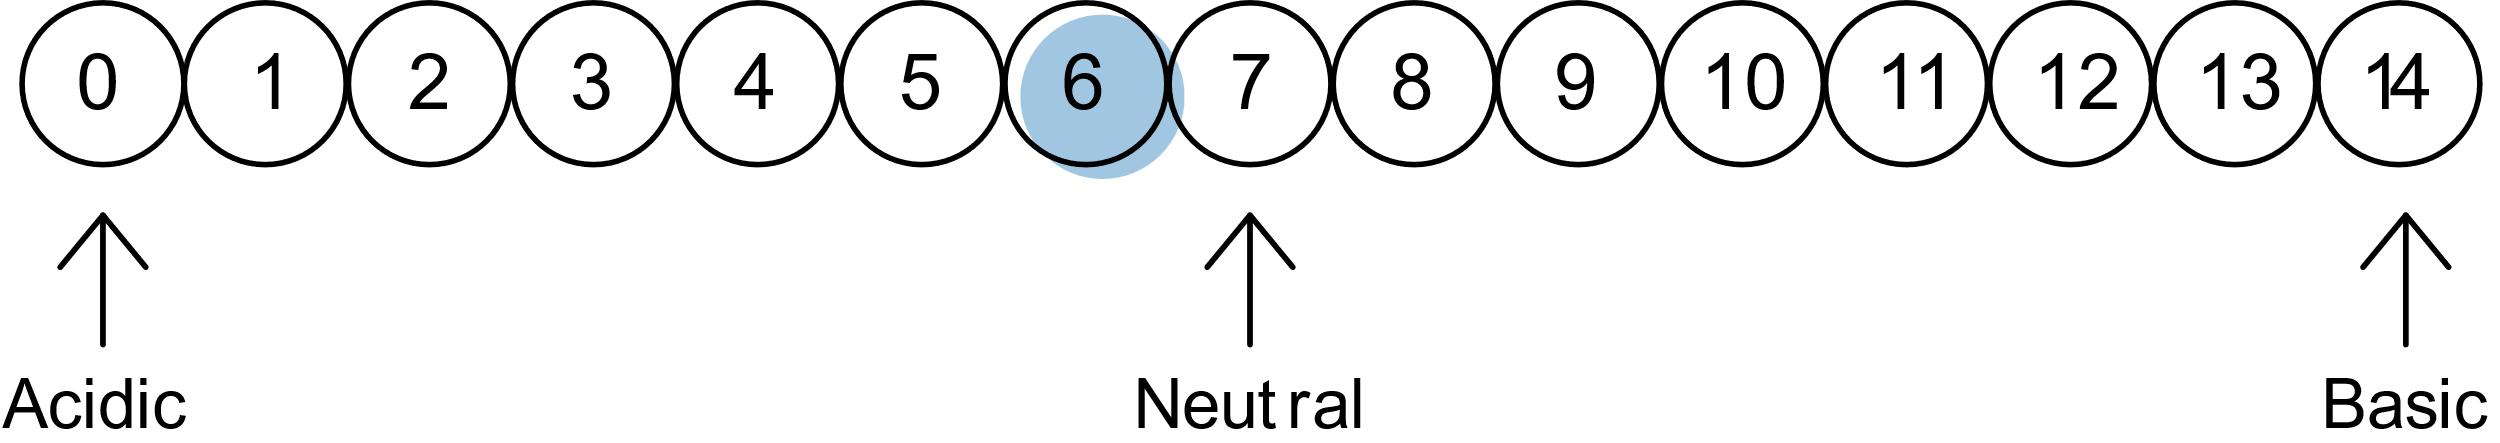 0 1 2 3 4 5 6 7 8 9 10 11 12 13 14
Acidic Neutral Basic